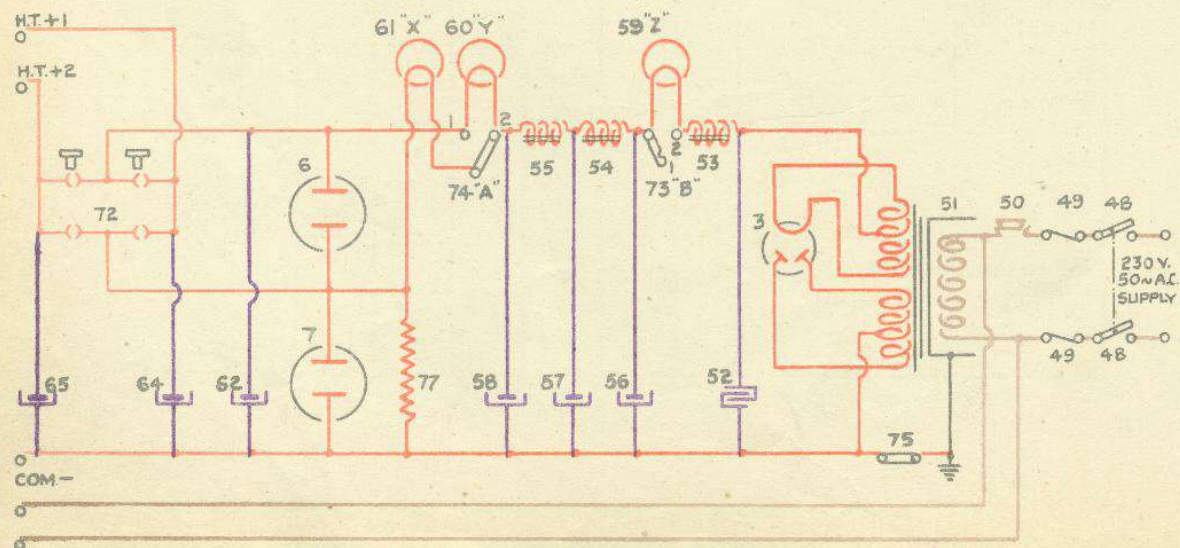 H.T.+1
H.T.+2
61 "X"
60 "Y"
59 "Z"
1
2
55
54
2
1
53
74 "A"
73 "B"
6
3
72
7
51
50
49
48
230 V.
50~A.C.
SUPPLY
49
48
65
64
62
77
58
57
56
52
75
COM.-